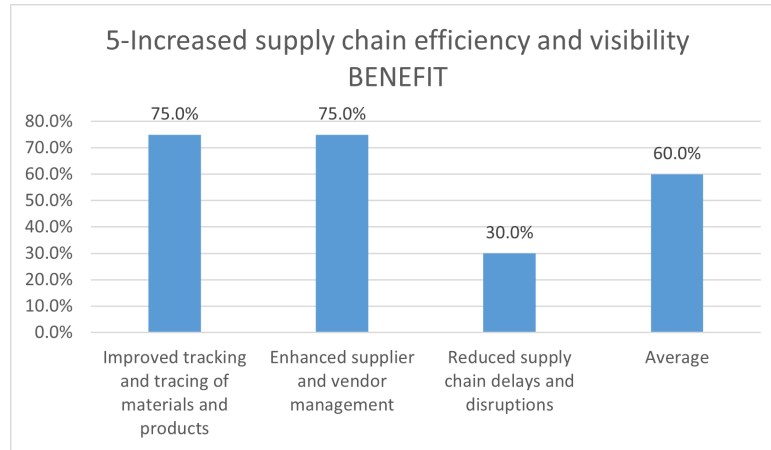 5-Increased supply chain efficiency and visibility
BENEFIT
80.0%
70.0%
60.0%
50.0%
40.0%
30.0%
20.0%
10.0%
0.0%
75.0%
75.0%
30.0%
60.0%
Improved tracking
and tracing of
materials and
products
Enhanced supplier
and vendor
management
Reduced supply
chain delays and
disruptions
Average